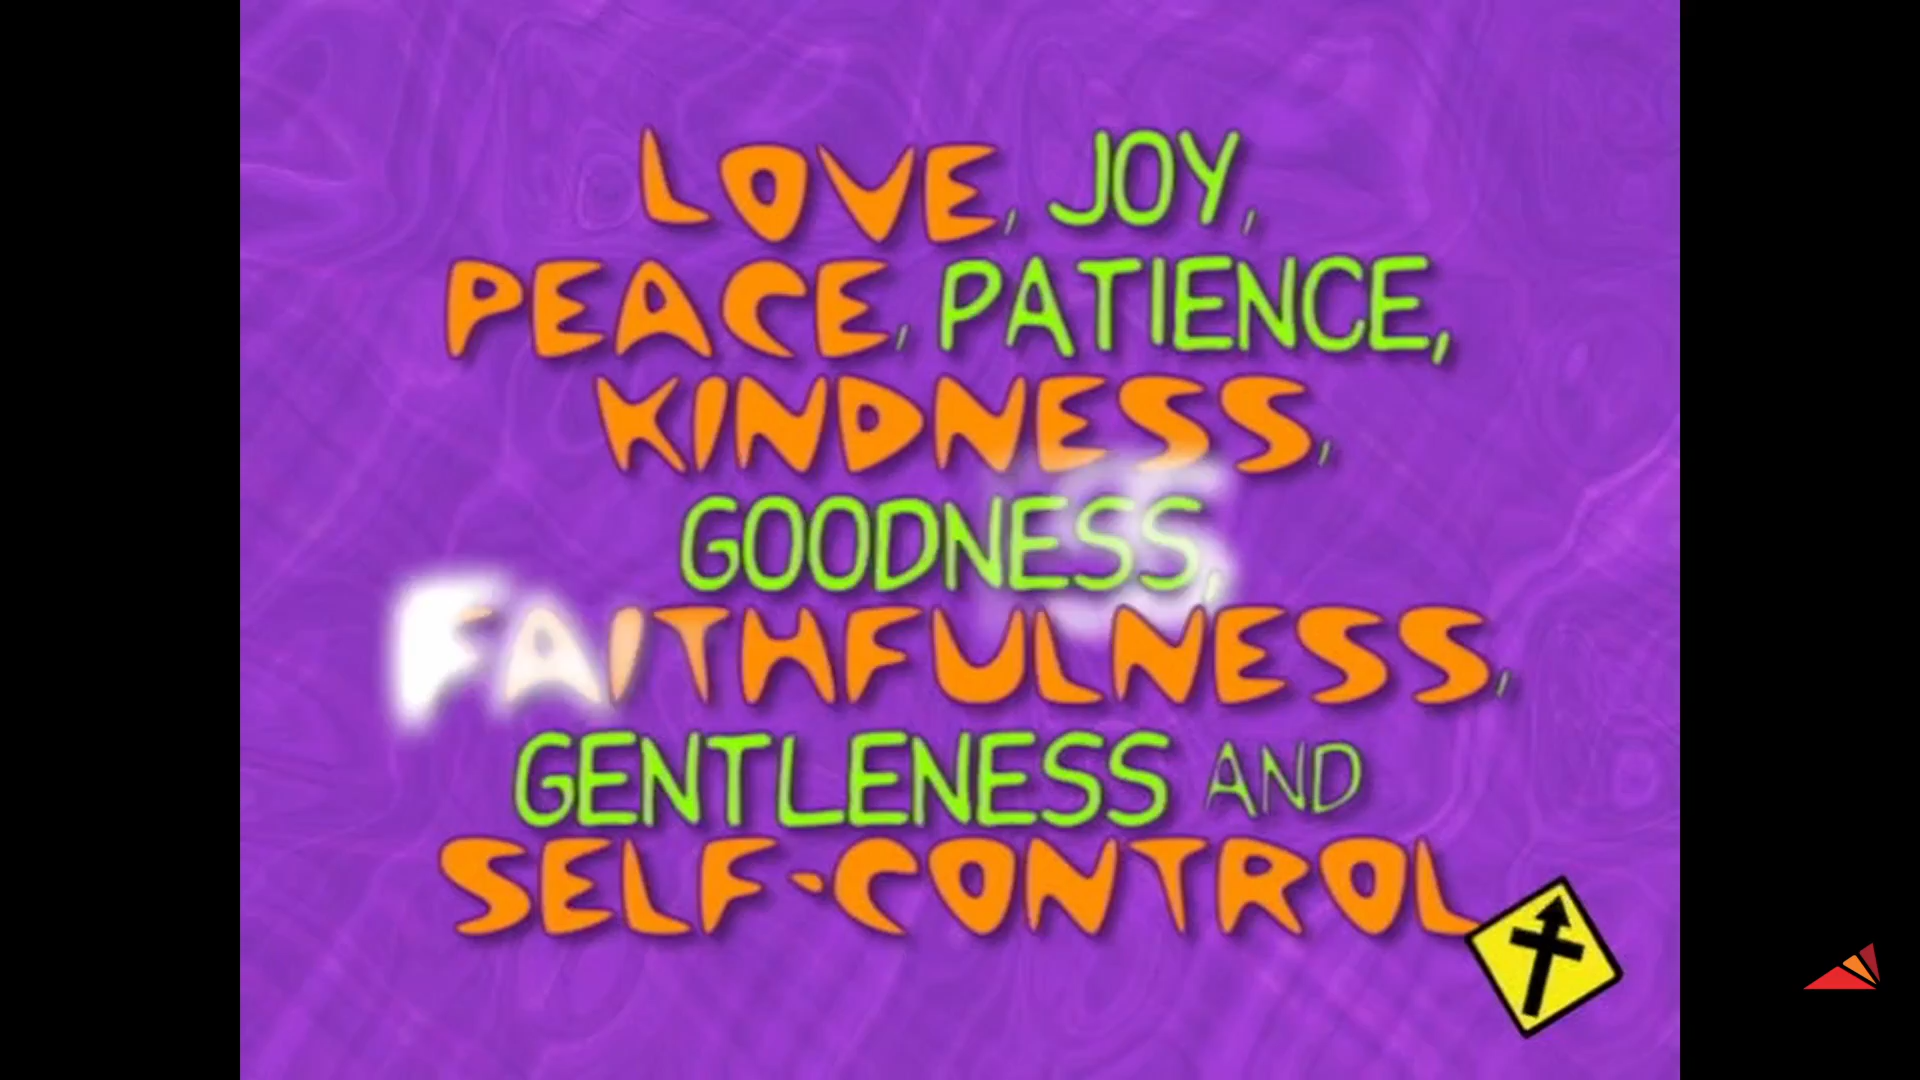 LOVE, JOY,
PEACE, PATIENCE,
KINDNESS,
GOODNESS,
FAITHFULNESS,
GENTLENESS AND
SELF-CONTROL